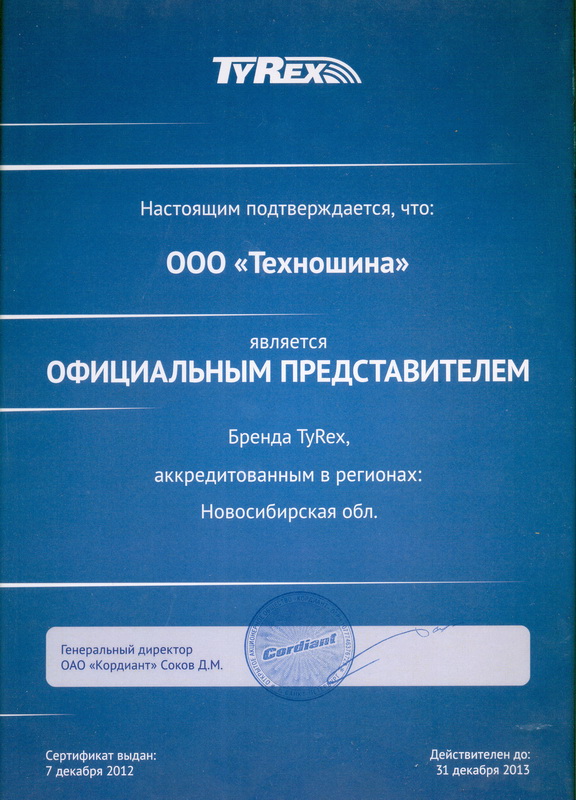 TYREX
Настоящим подтверждается, что:
ООО «Техношина»
является
ОФИЦИАЛЬНЫМ ПРЕДСТАВИТЕЛЕМ
Бренда TyRex,
аккредитованным в регионах:
Новосибирская обл.
Генеральный директор
ОАО «Кордиант» Соков Д.М.
Cordiant
Сертификат выдан:
7 декабря 2012
Действителен до:
31 декабря 2013